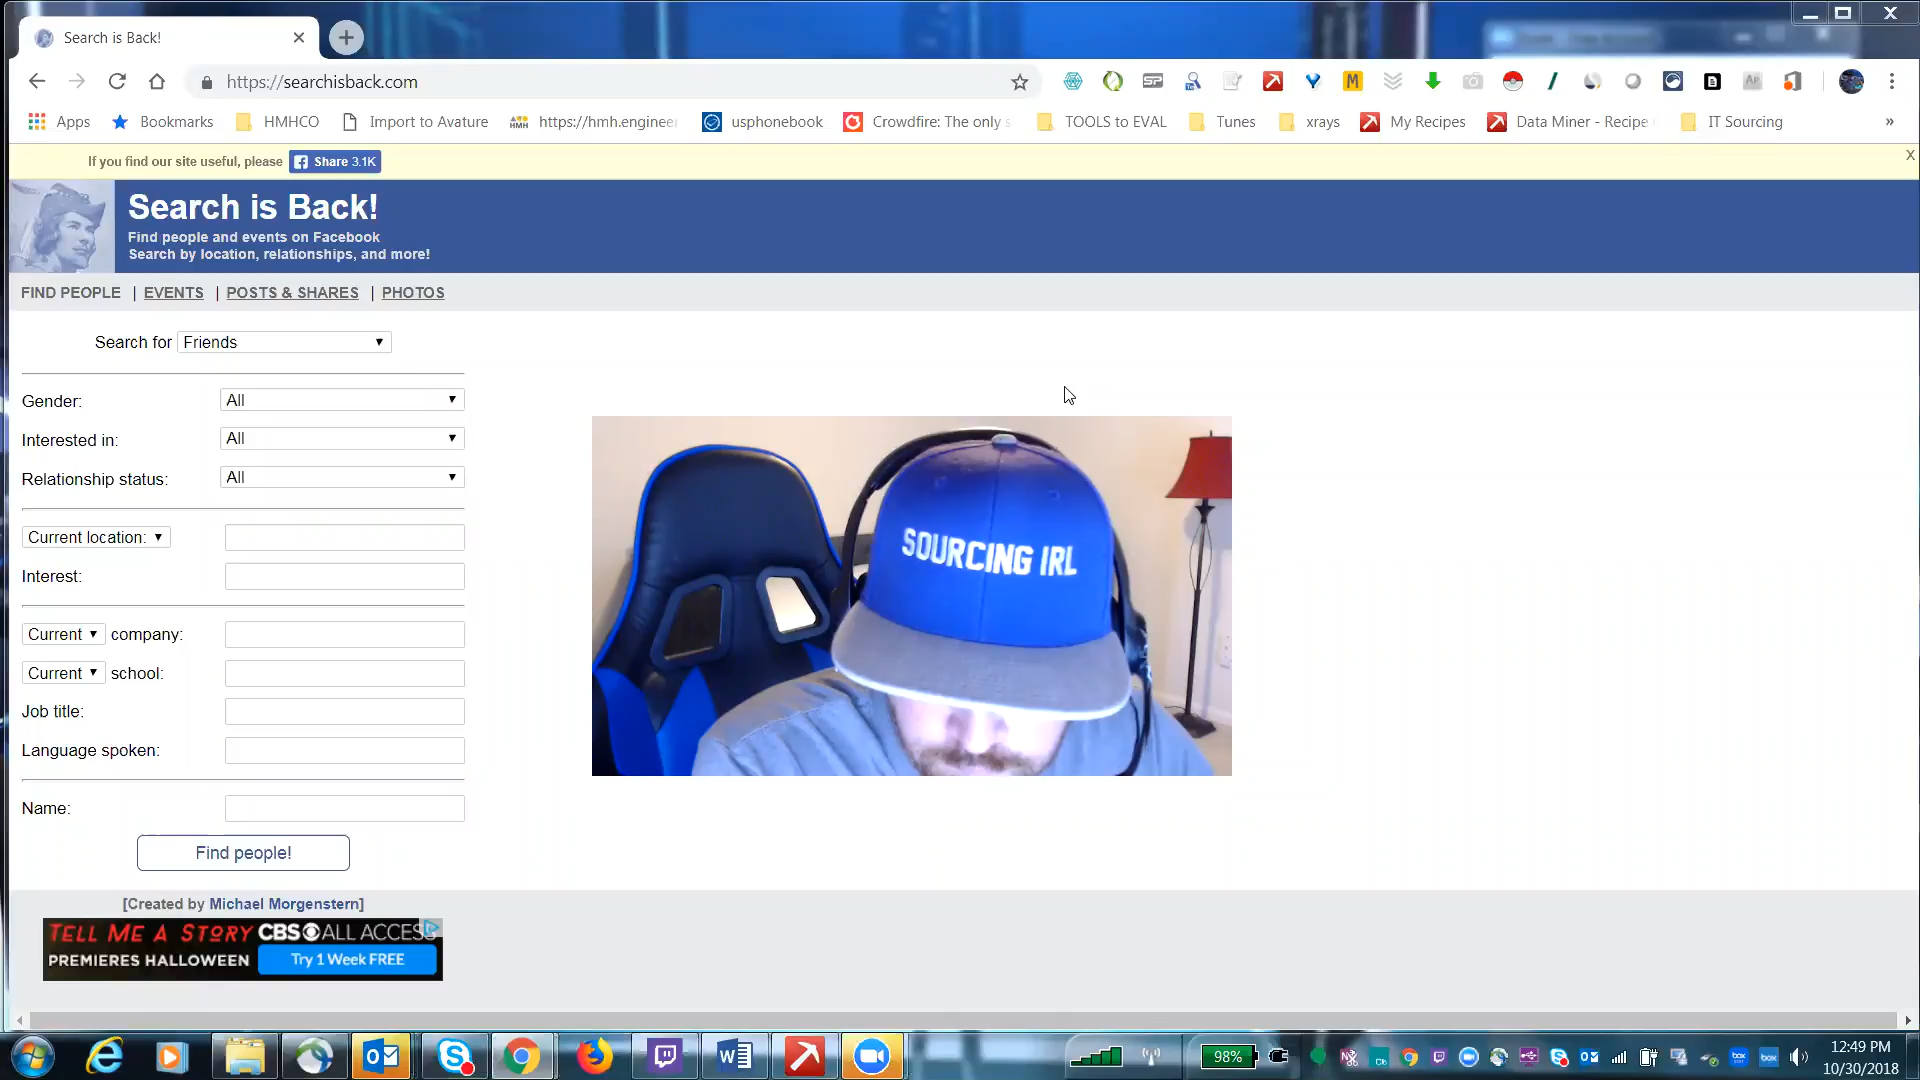 Search is Back!
https://searchisback.com
Apps
Bookmarks
HMHCO
Import to Avature
https://hmh.engineer
usphonebook
Crowdfire: The only s
TOOLS to EVAL
Tunes
xrays
My Recipes
Data Miner - Recipe
IT Sourcing
»
If you find our site useful, please
Share 3.1K
X
Search is Back!
Find people and events on Facebook
Search by location, relationships, and more!
FIND PEOPLE | EVENTS | POSTS & SHARES | PHOTOS
Search for Friends
Gender: All
Interested in: All
Relationship status: All
Current location:
Interest:
Current company:
Current school:
Job title:
Language spoken:
Name:
Find people!
SOURCING IRL
[Created by Michael Morgenstern]
TELL ME A STORY CBS ALL ACCESS
PREMIERES HALLOWEEN Try 1 Week FREE
98%
12:49 PM
10/30/2018